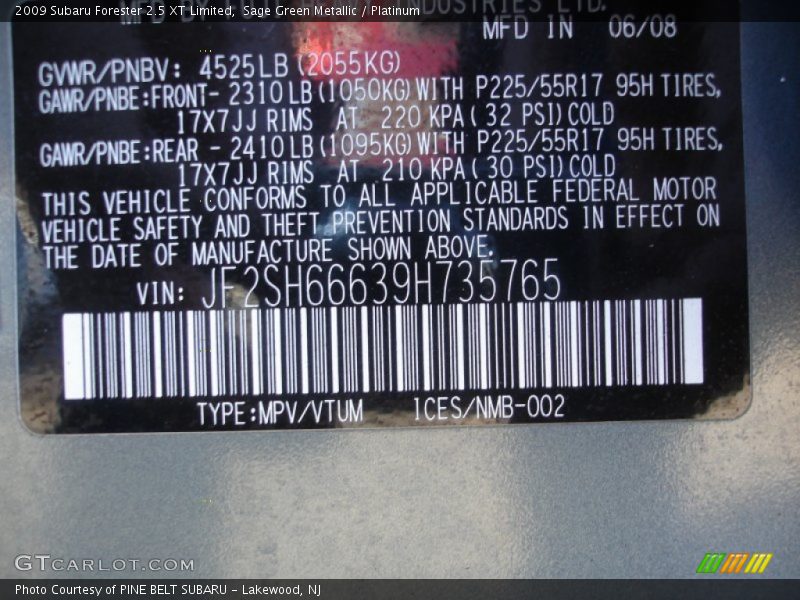 2009 Subaru Forester 2.5 XT Limited, Sage Green Metallic / Platinum
INDUSTRIES LTD.
MFD IN 06/08
GVWR/PNBV: 4525LB (2055KG)
GAWR/PNBE:FRONT- 2310LB(1050KG)WITH P225/55R17 95H TIRES,
17X7JJ RIMS AT 220 KPA( 32 PSI)COLD
GAWR/PNBE:REAR - 2410LB(1095KG)WITH P225/55R17 95H TIRES,
17X7JJ RIMS AT 210 KPA( 30 PSI)COLD
THIS VEHICLE CONFORMS TO ALL APPLICABLE FEDERAL MOTOR
VEHICLE SAFETY AND THEFT PREVENTION STANDARDS IN EFFECT ON
THE DATE OF MANUFACTURE SHOWN ABOVE.
VIN: JF2SH66639H735765
TYPE:MPV/VTUM ICES/NMB-002
GTCARLOT.COM
Photo Courtesy of PINE BELT SUBARU - Lakewood, NJ